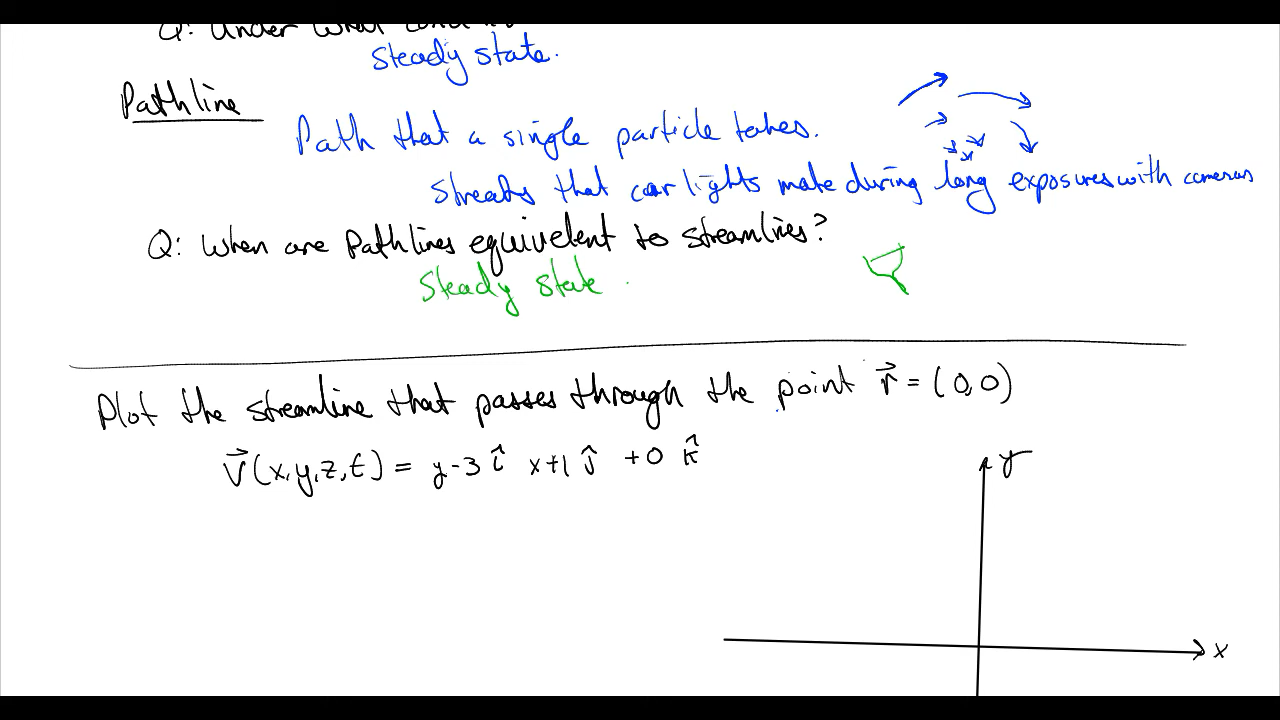 Q: Under what
Steady state.
Pathline
Path that a single particle takes.
streaks that car lights make during long exposures with cameras
Q: When are Pathlines equivelent to streamlines?
Steady state
Plot the streamline that passes through the point r⃗ = (0,0)
V⃗(x,y,z,t) = y-3 î x+1 ĵ +0 k̂
y
x